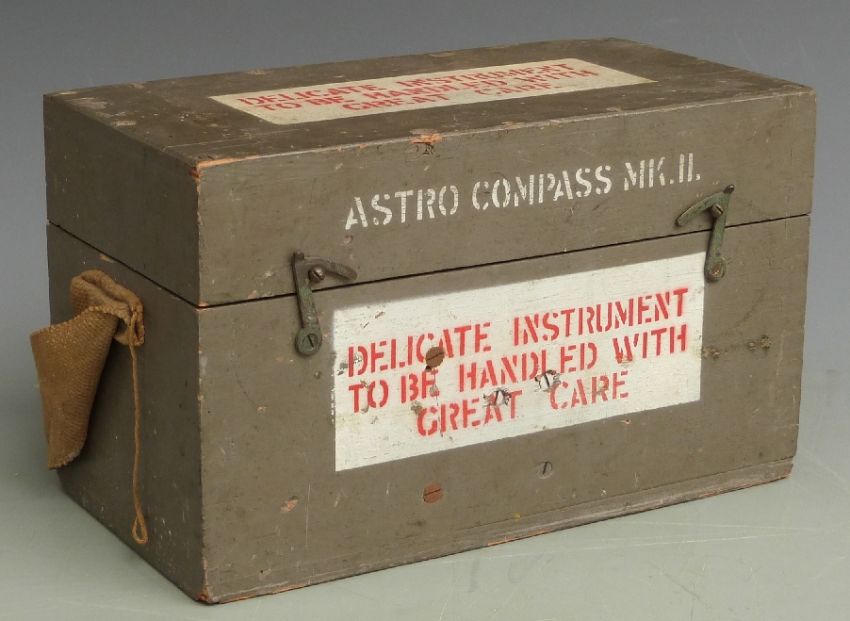 DELICATE INSTRUMENT
TO BE HANDLED WITH
GREAT CARE.
ASTRO COMPASS MK.II.
DELICATE INSTRUMENT
TO BE HANDLED WITH
GREAT CARE